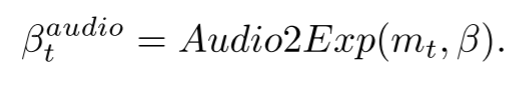 β_t^{audio} = Audio2Exp(m_t, β).